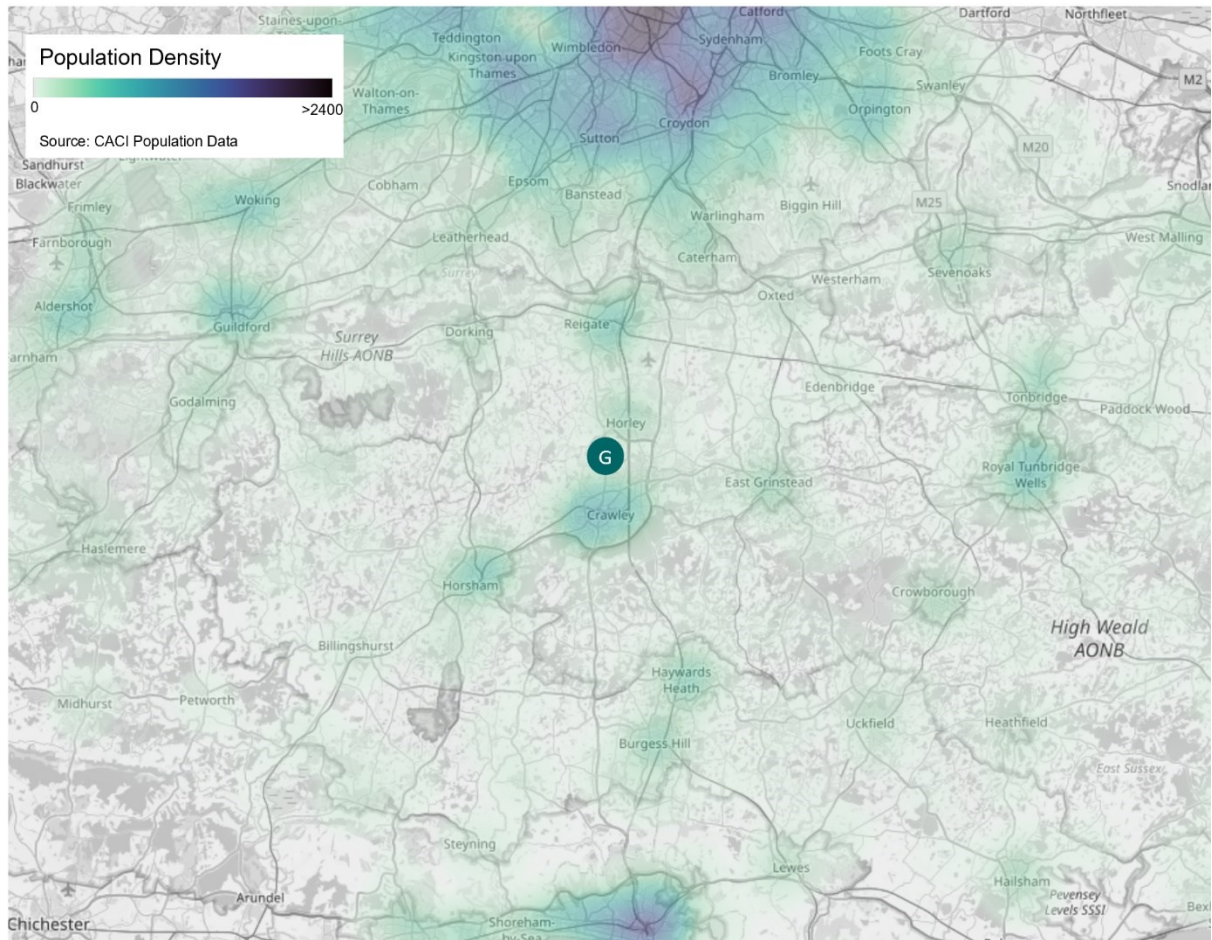 Staines-upon-
Teddington
Catford
Dartford
Northfleet
Population Density
0
>2400
Source: CACI Population Data
Wimbledon
Sydenham
Kingston upon
Thames
Foots Cray
Bromley
Swanley
M2
Walton-on-
Thames
Orpington
Croydon
Sutton
M20
Sandhurst
Blackwater
Lightwater
Epsom
Cobham
Banstead
Biggin Hill
Snodlan
Woking
Frimley
M25
Warlingham
Farnborough
Leatherhead
West Malling
Caterham
Surrey
Westerham
Sevenoaks
Oxted
Aldershot
Guildford
Reigate
Dorking
Surrey
Hills AONB
arnham
Edenbridge
Tonbridge
Godalming
Paddock Wood
Horley
G
Royal Tunbridge
Wells
East Grinstead
Crawley
Haslemere
Horsham
Crowborough
High Weald
AONB
Billingshurst
Haywards
Heath
Midhurst
Petworth
Uckfield
Heathfield
Burgess Hill
East Sussex
Steyning
Lewes
Hailsham
Arundel
Pevensey
Levels SSSI
Bex
Chichester
Shoreham-
by-Sea